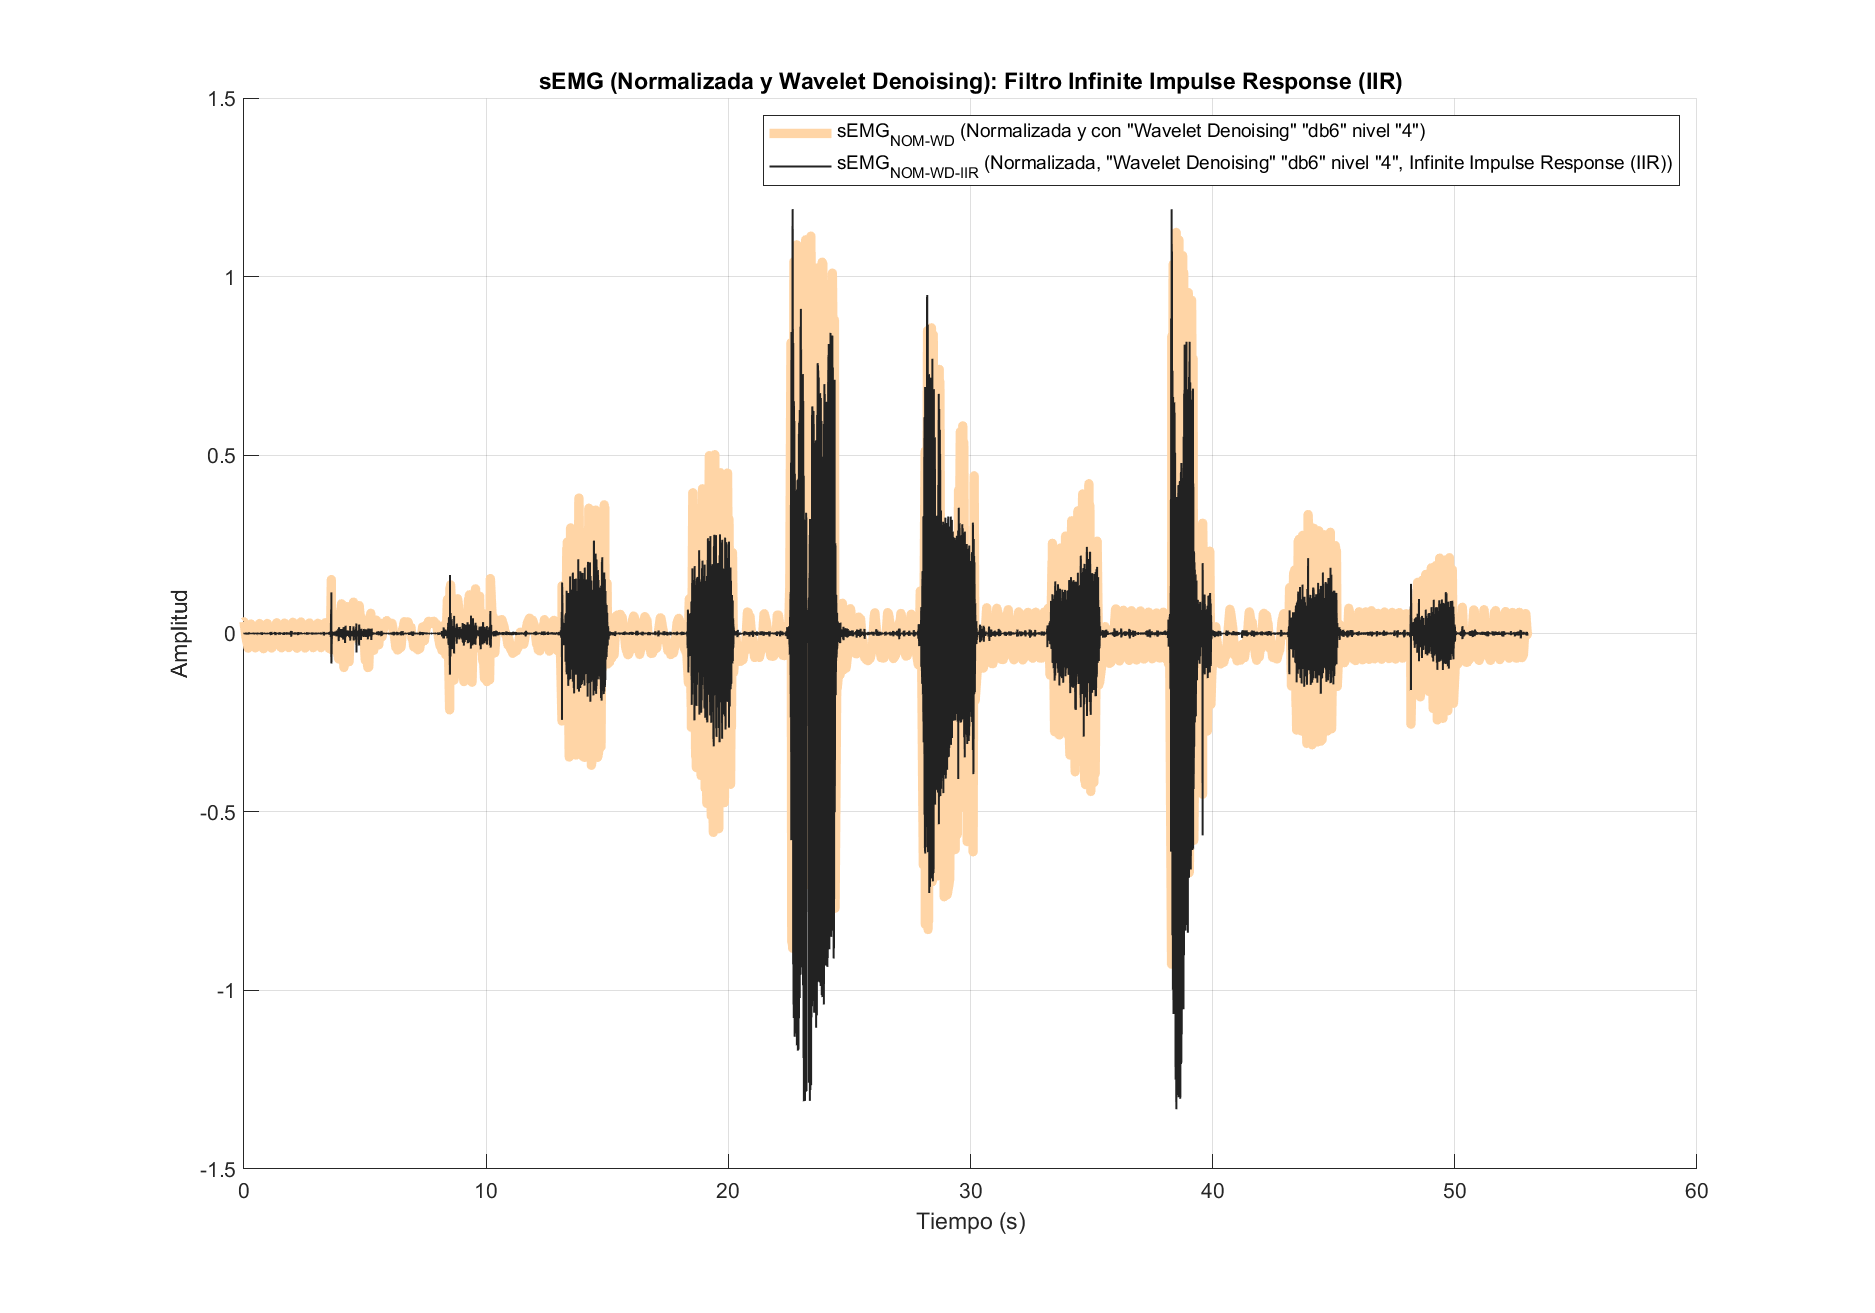 sEMG (Normalizada y Wavelet Denoising): Filtro Infinite Impulse Response (IIR)
sEMG_NOM-WD (Normalizada y con "Wavelet Denoising" "db6" nivel "4")
sEMG_NOM-WD-IIR (Normalizada, "Wavelet Denoising" "db6" nivel "4", Infinite Impulse Response (IIR))
1.5
1
0.5
0
-0.5
-1
-1.5
Amplitud
0 10 20 30 40 50 60
Tiempo (s)